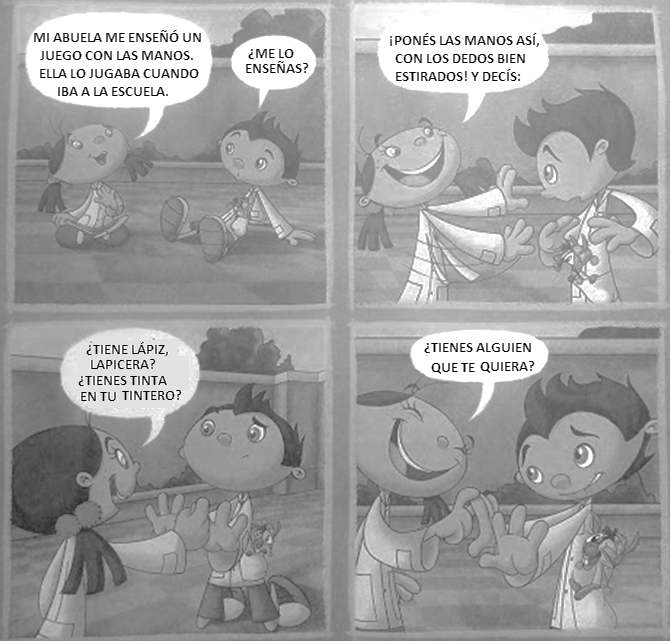 MI ABUELA ME ENSEÑÓ UN
JUEGO CON LAS MANOS.
ELLA LO JUGABA CUANDO
IBA A LA ESCUELA.
¿ME LO
ENSEÑAS?
¡PONÉS LAS MANOS ASÍ,
CON LOS DEDOS BIEN
ESTIRADOS! Y DECÍS:
¿TIENE LÁPIZ,
LAPICERA?
¿TIENES TINTA
EN TU TINTERO?
¿TIENES ALGUIEN
QUE TE QUIERA?